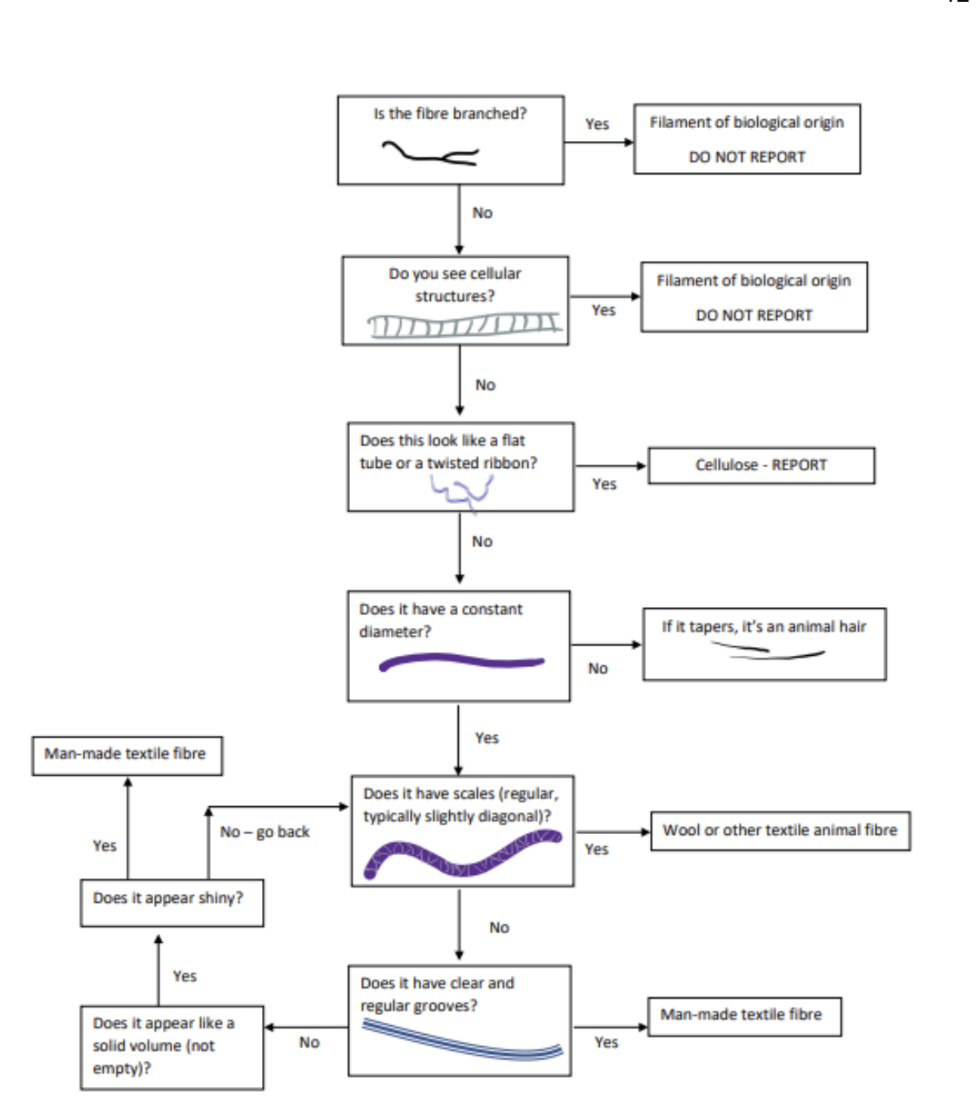 Is the fibre branched?
Yes
Filament of biological origin
DO NOT REPORT
No
Do you see cellular
structures?
Yes
Filament of biological origin
DO NOT REPORT
No
Does this look like a flat
tube or a twisted ribbon?
Yes
Cellulose - REPORT
No
Does it have a constant
diameter?
No
If it tapers, it's an animal hair
Yes
Does it have scales (regular,
typically slightly diagonal)?
Yes
Wool or other textile animal fibre
No
Does it have clear and
regular grooves?
Yes
Man-made textile fibre
No
Does it appear like a
solid volume (not
empty)?
Yes
Does it appear shiny?
No – go back
Yes
Man-made textile fibre